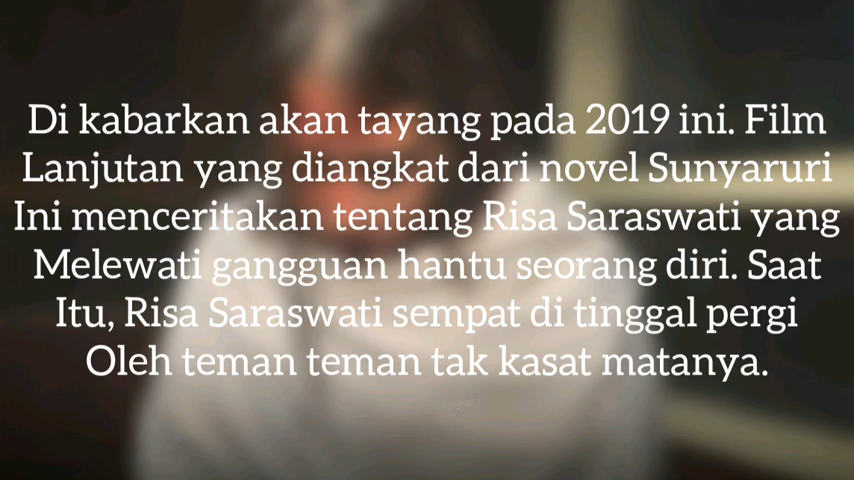 Di kabarkan akan tayang pada 2019 ini. Film
Lanjutan yang diangkat dari novel Sunyaruri
Ini menceritakan tentang Risa Saraswati yang
Melewati gangguan hantu seorang diri. Saat
Itu, Risa Saraswati sempat di tinggal pergi
Oleh teman teman tak kasat matanya.